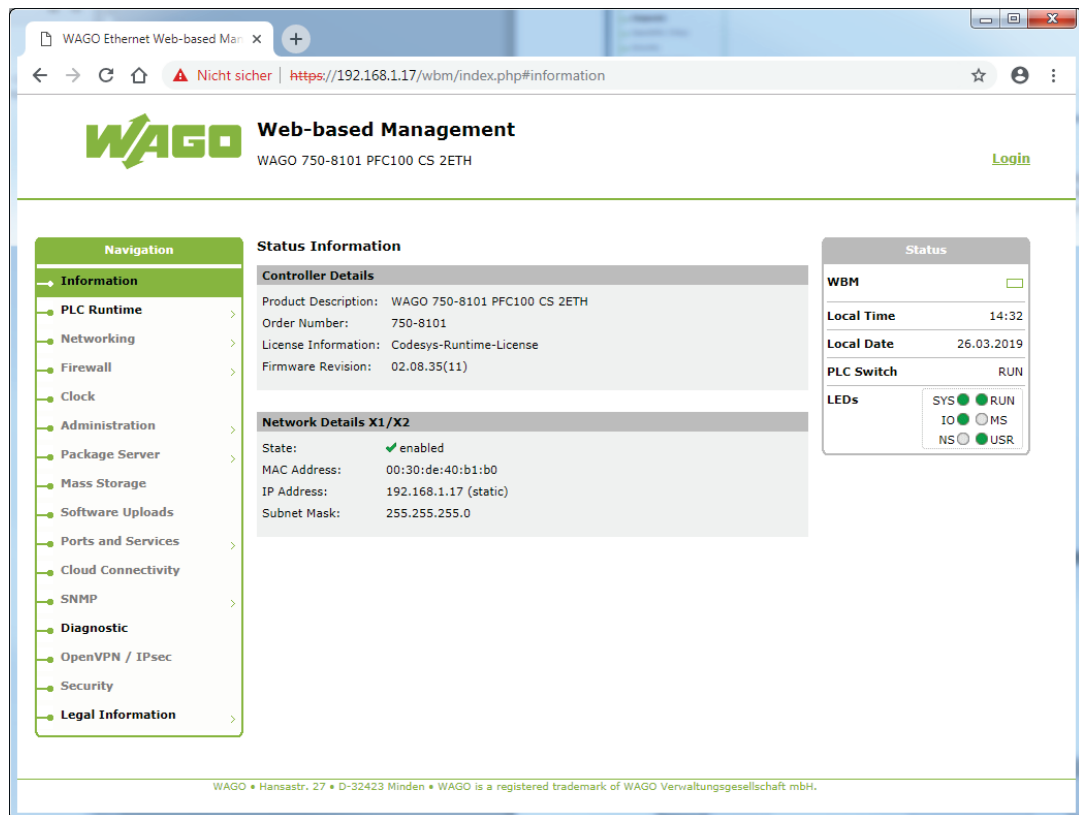 WAGO Ethernet Web-based Man
Nicht sicher | https://192.168.1.17/wbm/index.php#information
WAGO
Web-based Management
WAGO 750-8101 PFC100 CS 2ETH
Login
Navigation
Information
PLC Runtime
Networking
Firewall
Clock
Administration
Package Server
Mass Storage
Software Uploads
Ports and Services
Cloud Connectivity
SNMP
Diagnostic
OpenVPN / IPsec
Security
Legal Information
Status Information
Controller Details
Product Description: WAGO 750-8101 PFC100 CS 2ETH
Order Number: 750-8101
License Information: Codesys-Runtime-License
Firmware Revision: 02.08.35(11)
Network Details X1/X2
State: enabled
MAC Address: 00:30:de:40:b1:b0
IP Address: 192.168.1.17 (static)
Subnet Mask: 255.255.255.0
Status
WBM
Local Time 14:32
Local Date 26.03.2019
PLC Switch RUN
LEDs SYS RUN
IO MS
NS USR
WAGO • Hansastr. 27 • D-32423 Minden • WAGO is a registered trademark of WAGO Verwaltungsgesellschaft mbH.